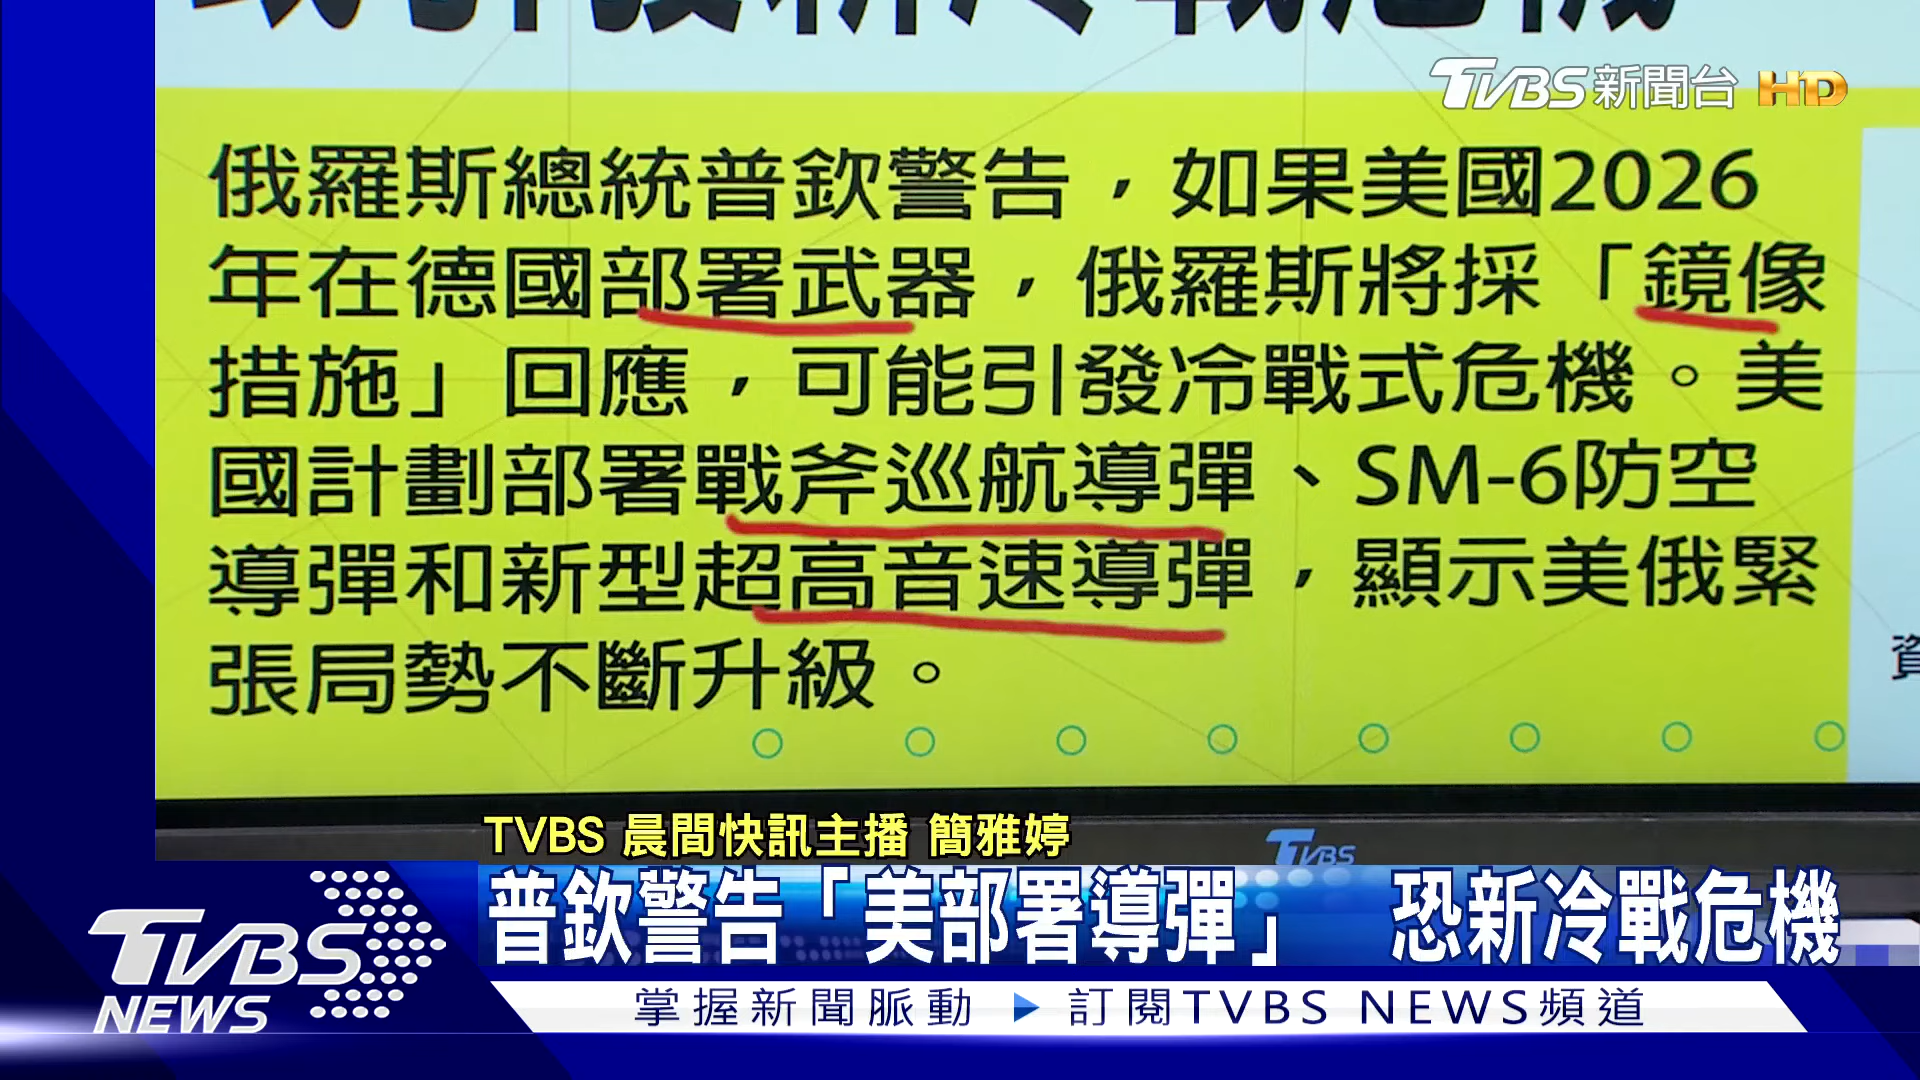 新冷戰危機
TVBS新聞台 HD
俄羅斯總統普欽警告，如果美國2026
年在德國部署武器，俄羅斯將採「鏡像
措施」回應，可能引發冷戰式危機。美
國計劃部署戰斧巡航導彈、SM-6防空
導彈和新型超高音速導彈，顯示美俄緊
張局勢不斷升級。
資
TVBS 晨間快訊主播 簡雅婷
TVBS
普欽警告「美部署導彈」 恐新冷戰危機
TVBS
NEWS
掌握新聞脈動 ▶ 訂閱TVBS NEWS頻道